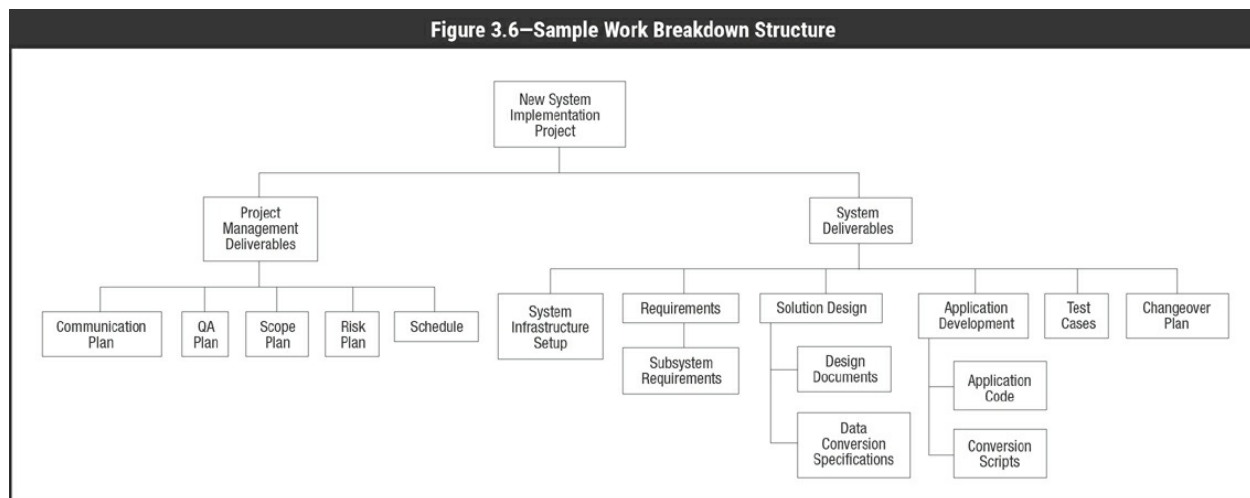 Figure 3.6—Sample Work Breakdown Structure
New System
Implementation
Project
Project
Management
Deliverables
System
Deliverables
Communication
Plan
QA
Plan
Scope
Plan
Risk
Plan
Schedule
System
Infrastructure
Setup
Requirements
Subsystem
Requirements
Solution Design
Design
Documents
Data
Conversion
Specifications
Application
Development
Application
Code
Conversion
Scripts
Test
Cases
Changeover
Plan